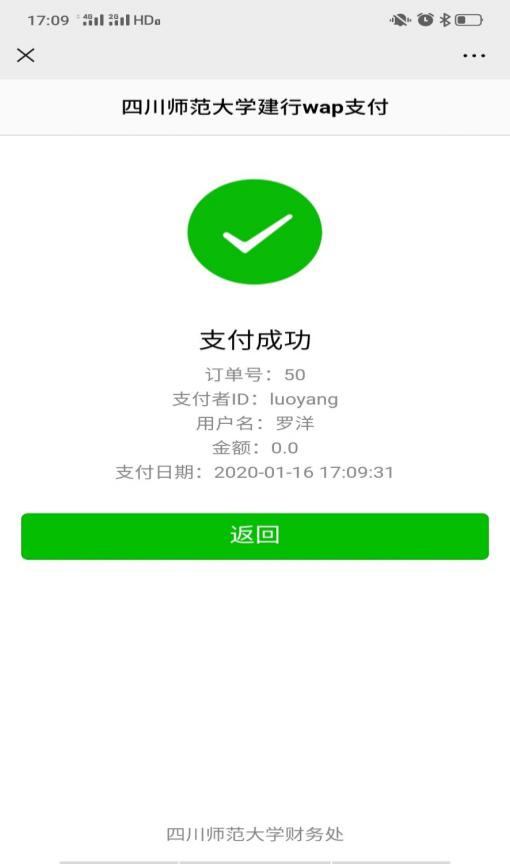 17:09 4G 2G HD
四川师范大学建行wap支付
支付成功
订单号：50
支付者ID：luoyang
用户名：罗洋
金额：0.0
支付日期：2020-01-16 17:09:31
返回
四川师范大学财务处